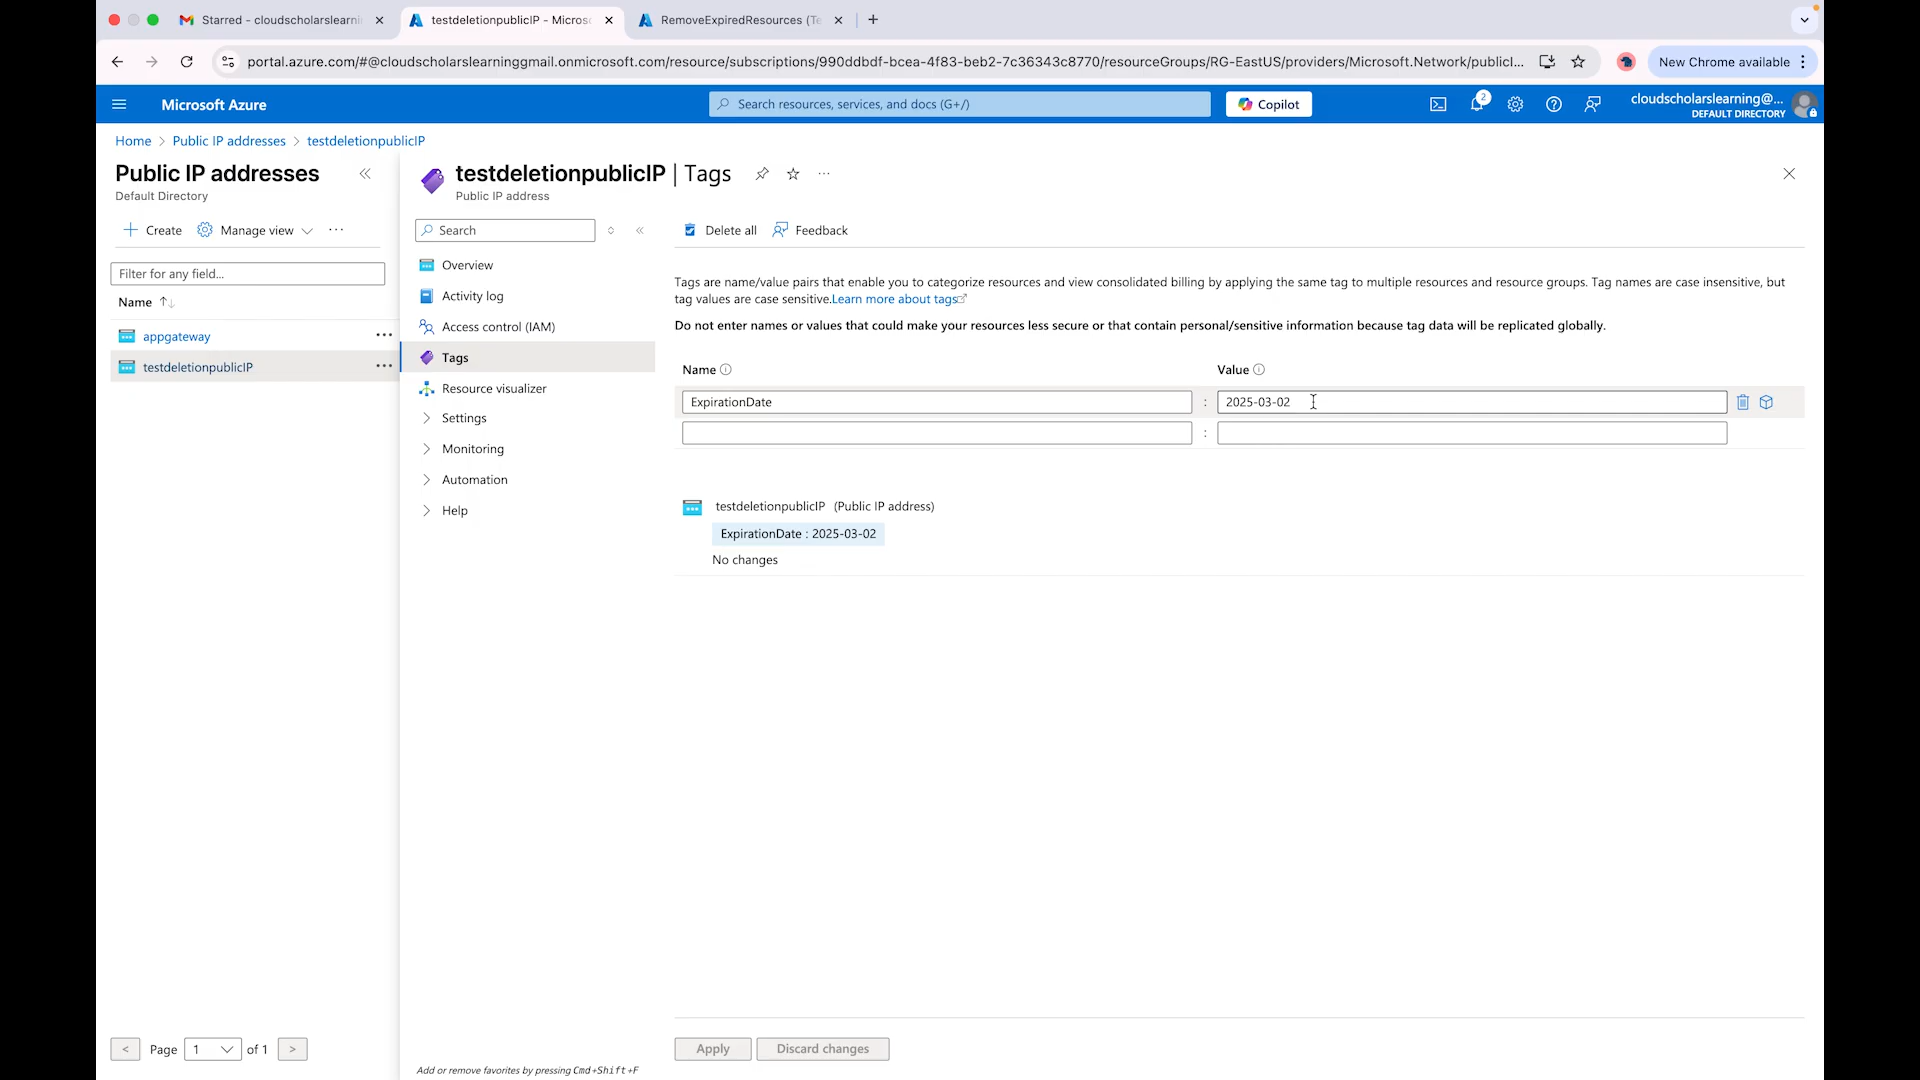 Starred - cloudscholarslearni
testdeletionpublicIP - Micros
RemoveExpiredResources (Te
portal.azure.com/#@cloudscholarslearninggmail.onmicrosoft.com/resource/subscriptions/990ddbdf-bcea-4f83-beb2-7c36343c8770/resourceGroups/RG-EastUS/providers/Microsoft.Network/publicI...
New Chrome available
Microsoft Azure
Search resources, services, and docs (G+/)
Copilot
2
cloudscholarslearning@...
DEFAULT DIRECTORY
Home > Public IP addresses > testdeletionpublicIP
Public IP addresses
Default Directory
testdeletionpublicIP | Tags
Public IP address
Create
Manage view
Filter for any field...
Name
appgateway
testdeletionpublicIP
Search
Overview
Activity log
Access control (IAM)
Tags
Resource visualizer
Settings
Monitoring
Automation
Help
Delete all
Feedback
Tags are name/value pairs that enable you to categorize resources and view consolidated billing by applying the same tag to multiple resources and resource groups. Tag names are case insensitive, but
tag values are case sensitive.Learn more about tags
Do not enter names or values that could make your resources less secure or that contain personal/sensitive information because tag data will be replicated globally.
Name
Value
ExpirationDate : 2025-03-02
:
testdeletionpublicIP (Public IP address)
ExpirationDate : 2025-03-02
No changes
< Page 1 of 1 >
Apply
Discard changes
Add or remove favorites by pressing Cmd+Shift+F